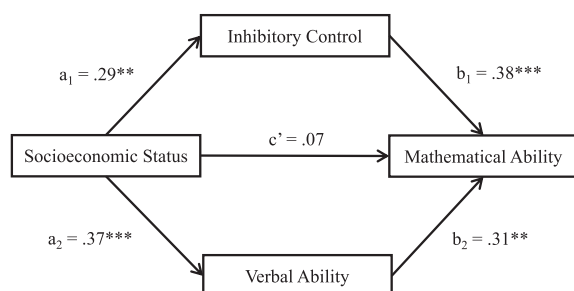 Inhibitory Control
a₁ = .29**
b₁ = .38***
c’ = .07
Socioeconomic Status
Mathematical Ability
a₂ = .37***
b₂ = .31**
Verbal Ability